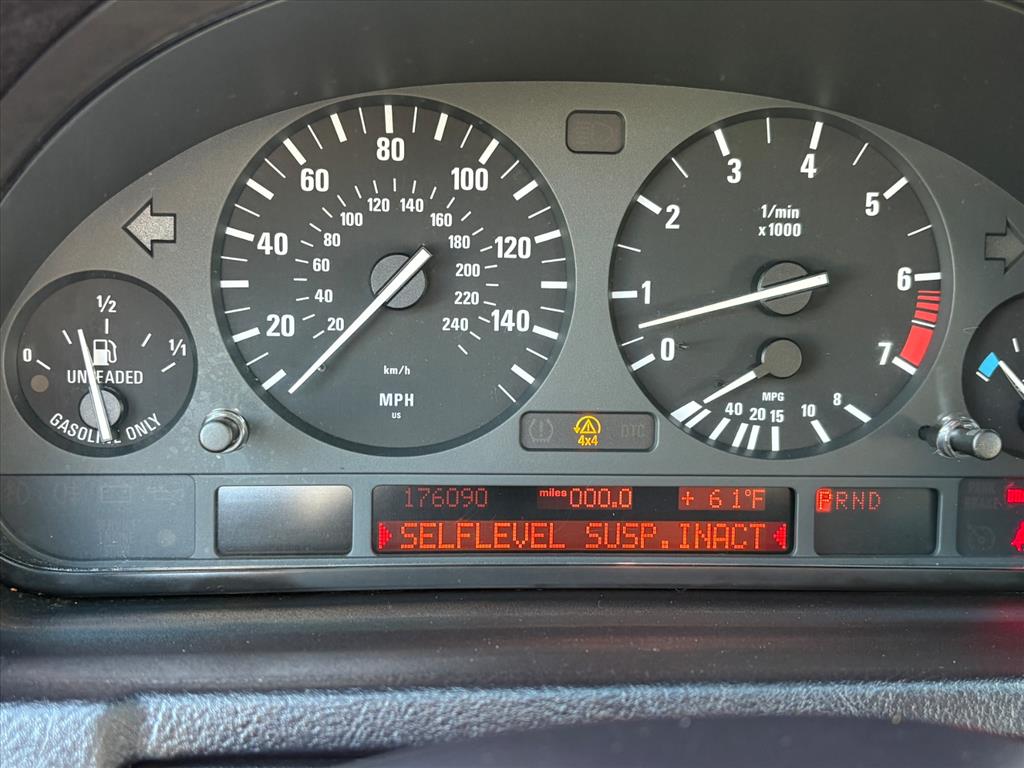 1/2
0
1/1
UNLEADED
GASOLINE ONLY
20
40
60
80
100
120
140
20
40
60
80
100
120
140
160
180
200
220
240
km/h
MPH
US
0
1
2
3
4
5
6
7
1/min
x1000
MPG
40 20 15 10 8
4x4
DTC
176090 miles 000.0 + 61°F
SELFLEVEL SUSP.INACT
PRND